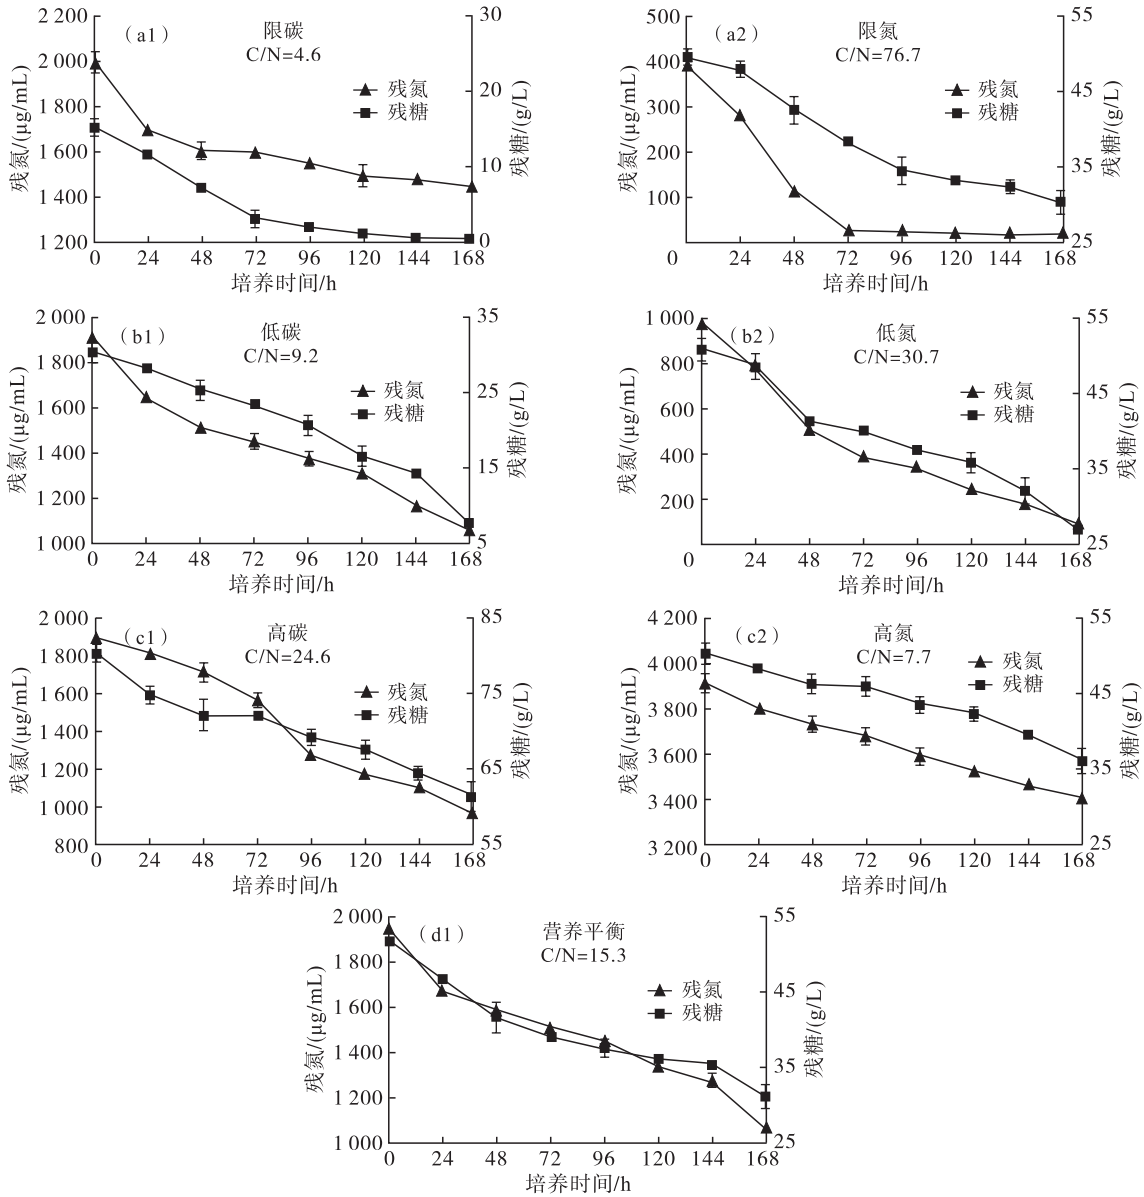 （a1）
限碳
C/N=4.6
残氮
残糖
残氮/(μg/mL)
2 200
2 000
1 800
1 600
1 400
1 200
30
20
10
0
残糖/(g/L)
0 24 48 72 96 120 144 168
培养时间/h
（a2）
限氮
C/N=76.7
残氮
残糖
残氮/(μg/mL)
500
400
300
200
100
55
45
35
25
残糖/(g/L)
0 24 48 72 96 120 144 168
培养时间/h
（b1）
低碳
C/N=9.2
残氮
残糖
残氮/(μg/mL)
2 000
1 800
1 600
1 400
1 200
1 000
35
25
15
5
残糖/(g/L)
0 24 48 72 96 120 144 168
培养时间/h
（b2）
低氮
C/N=30.7
残氮
残糖
残氮/(μg/mL)
1 000
800
600
400
200
55
45
35
25
残糖/(g/L)
0 24 48 72 96 120 144 168
培养时间/h
（c1）
高碳
C/N=24.6
残氮
残糖
残氮/(μg/mL)
2 000
1 800
1 600
1 400
1 200
1 000
800
85
75
65
55
残糖/(g/L)
0 24 48 72 96 120 144 168
培养时间/h
（c2）
高氮
C/N=7.7
残氮
残糖
残氮/(μg/mL)
4 200
4 000
3 800
3 600
3 400
3 200
55
45
35
25
残糖/(g/L)
0 24 48 72 96 120 144 168
培养时间/h
（d1）
营养平衡
C/N=15.3
残氮
残糖
残氮/(μg/mL)
2 000
1 800
1 600
1 400
1 200
1 000
55
45
35
25
残糖/(g/L)
0 24 48 72 96 120 144 168
培养时间/h